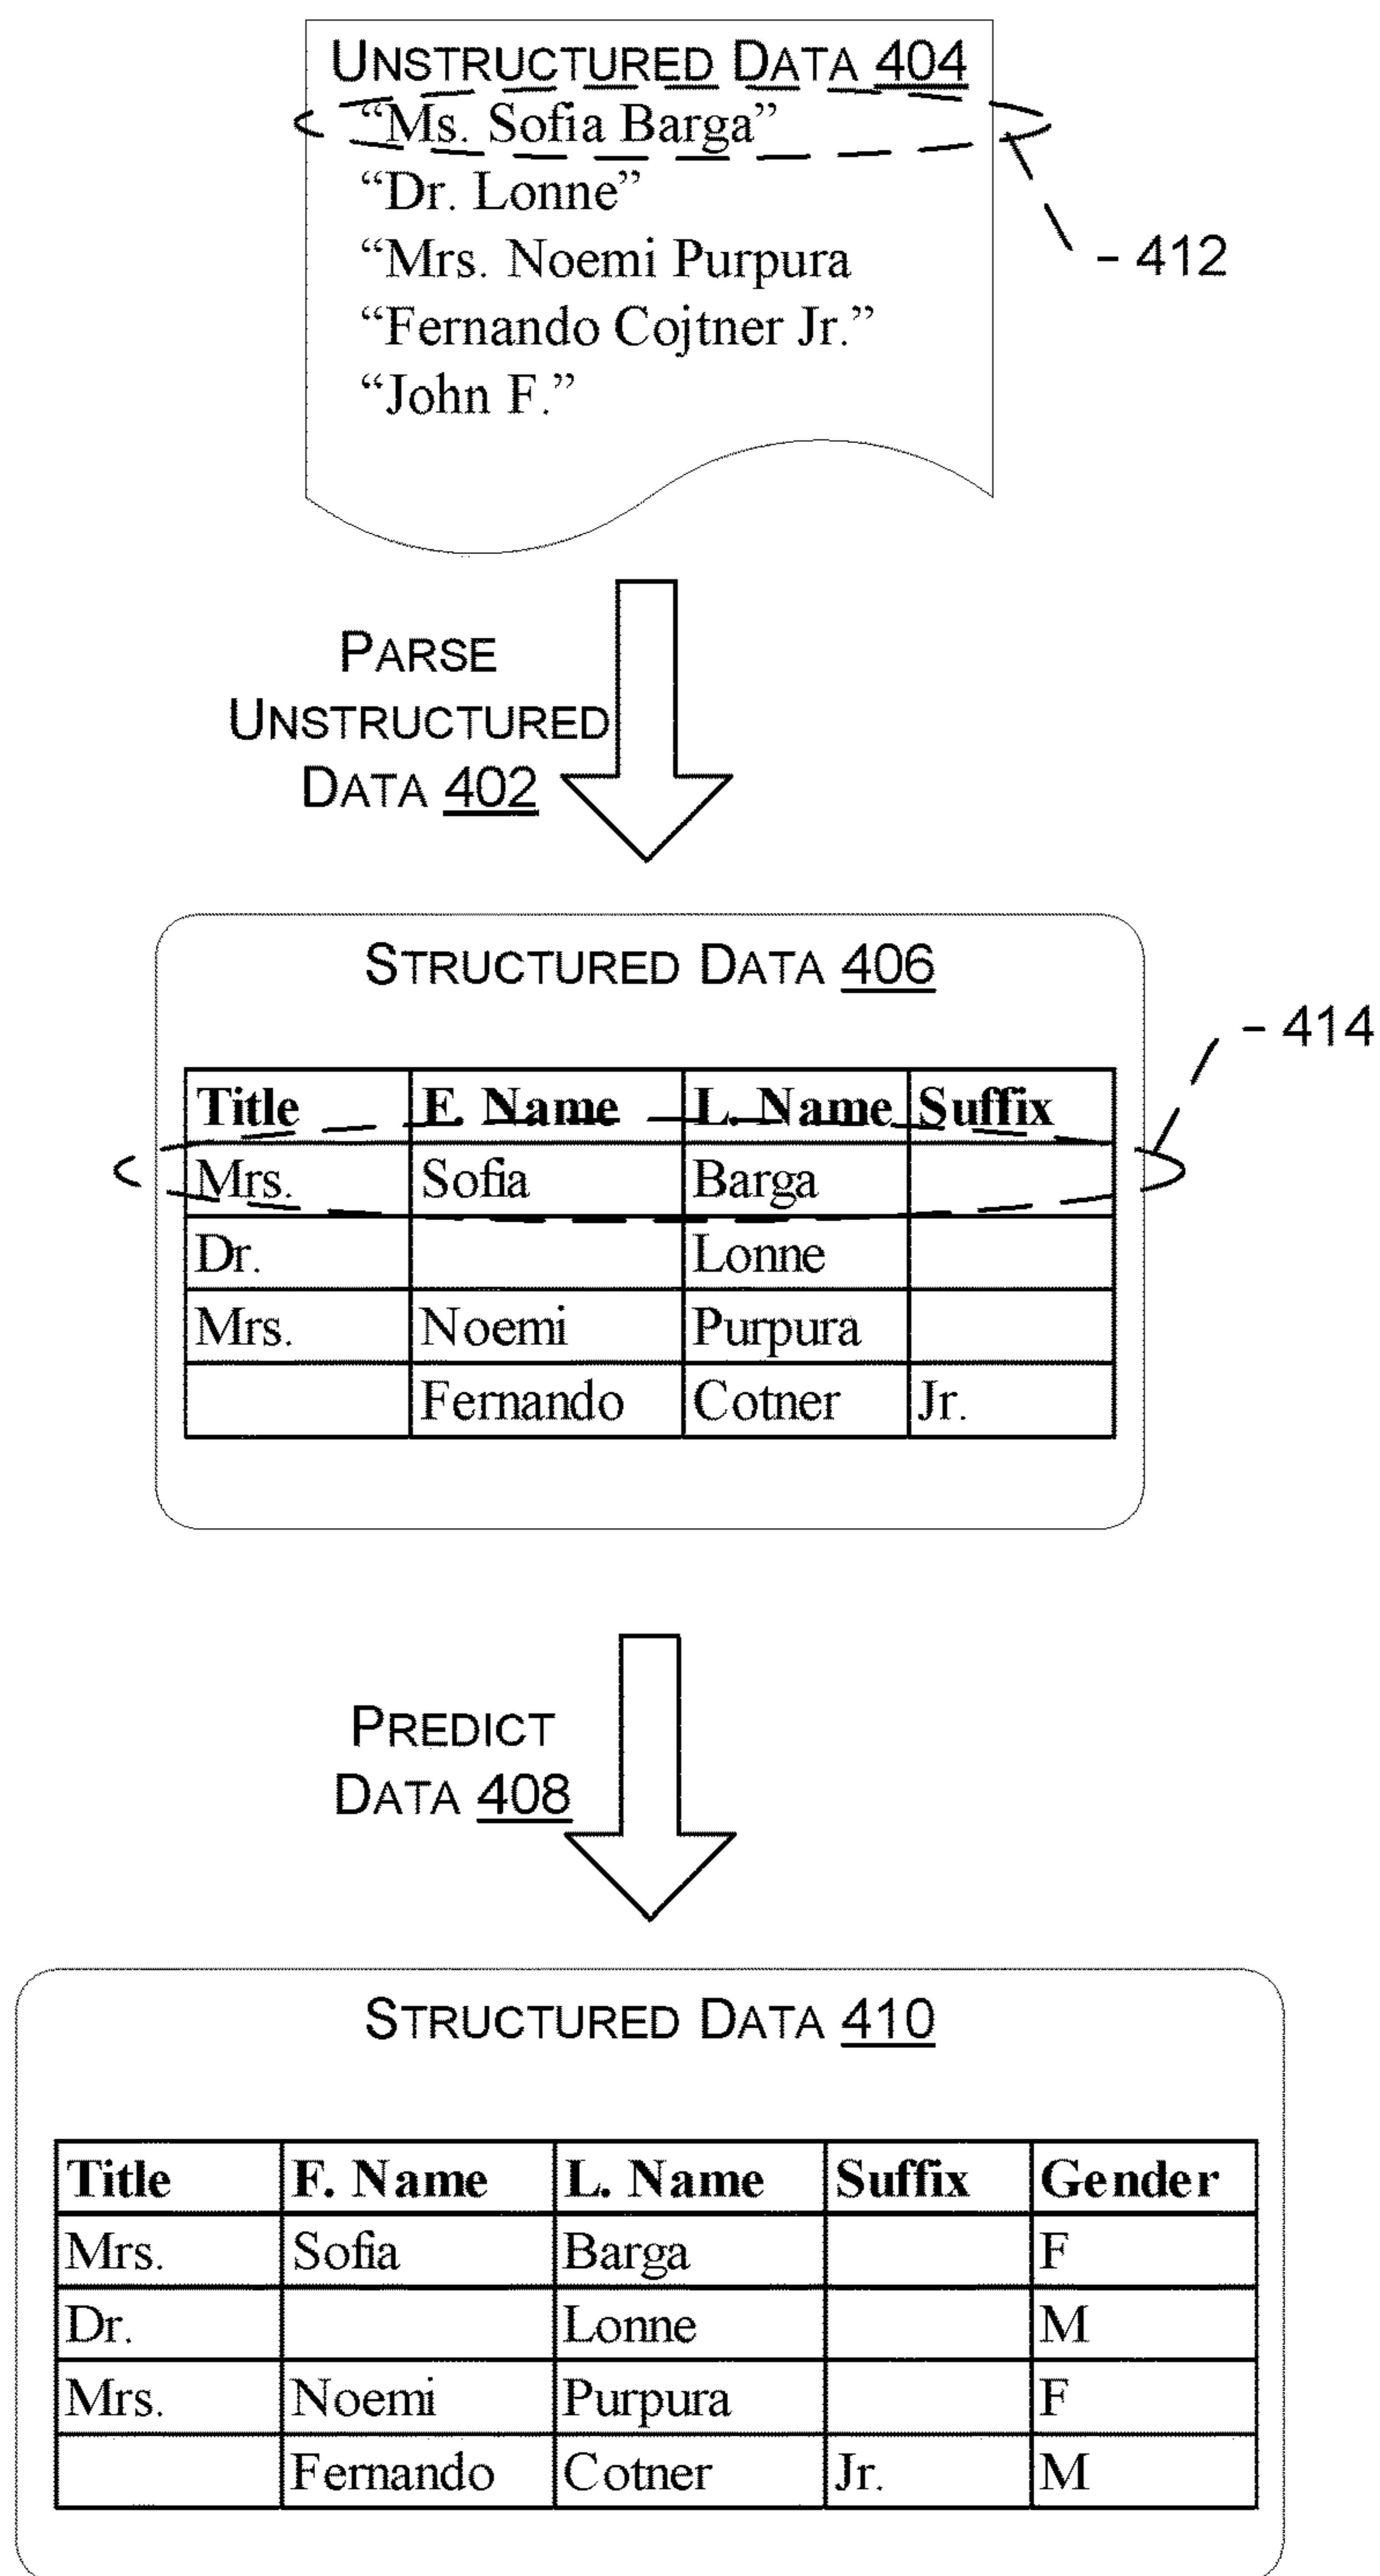 UNSTRUCTURED DATA 404
“Ms. Sofia Barga”
“Dr. Lonne”
“Mrs. Noemi Purpura
“Fernando Cojtner Jr.”
“John F.”
- 412
PARSE
UNSTRUCTURED
DATA 402
STRUCTURED DATA 406
- 414
Title F. Name L. Name Suffix
Mrs. Sofia Barga
Dr. Lonne
Mrs. Noemi Purpura
Fernando Cotner Jr.
PREDICT
DATA 408
STRUCTURED DATA 410
Title F. Name L. Name Suffix Gender
Mrs. Sofia Barga F
Dr. Lonne M
Mrs. Noemi Purpura F
Fernando Cotner Jr. M